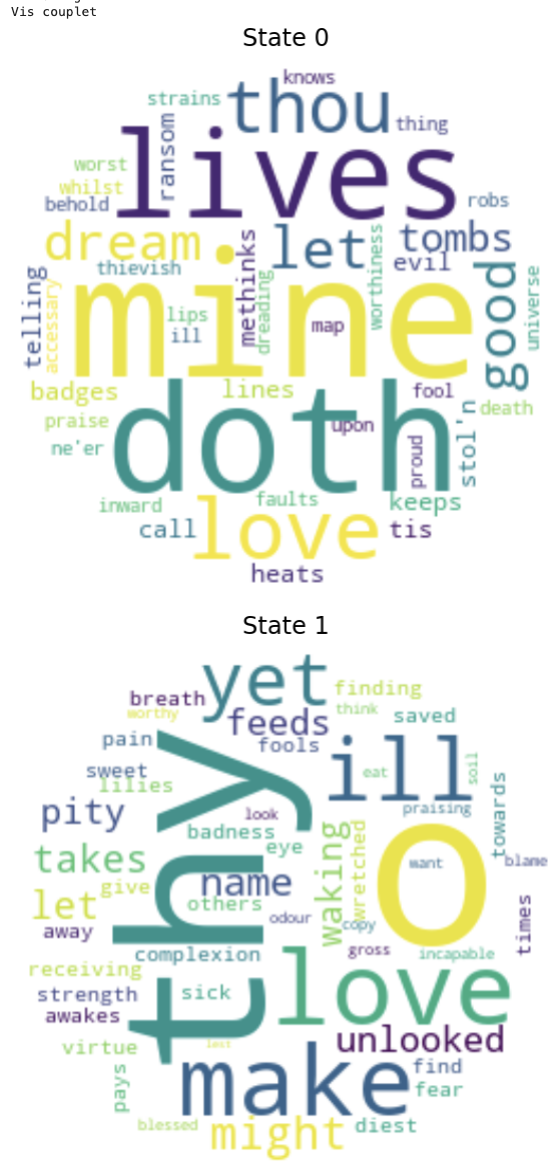 Vis couplet
State 0
knows
strains
thou
thing
ransom
lives
worst
whilst
behold
robs
dream
let
tombs
thievish
methinks
worthiness
evil
telling
accessary
mine
dreading
lips
ill
map
good
universe
badges
lines
fool
death
praise
doth
upon
proud
stol'n
ne'er
inward
faults
keeps
call
love
tis
heats
State 1
yet
finding
breath
worthy
feeds
think
saved
pain
fools
ill
soil
sweet
lilies
eat
towards
pity
thy
look
praising
badness
eye
waking
wretched
O
want
blame
takes
name
give
let
others
odour
copy
times
away
complexion
gross
incapable
receiving
love
strength
sick
awakes
unlooked
virtue
lest
make
find
pays
fear
blessed
might
diest